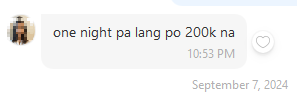 one night pa lang po 200k na
10:53 PM
September 7, 2024